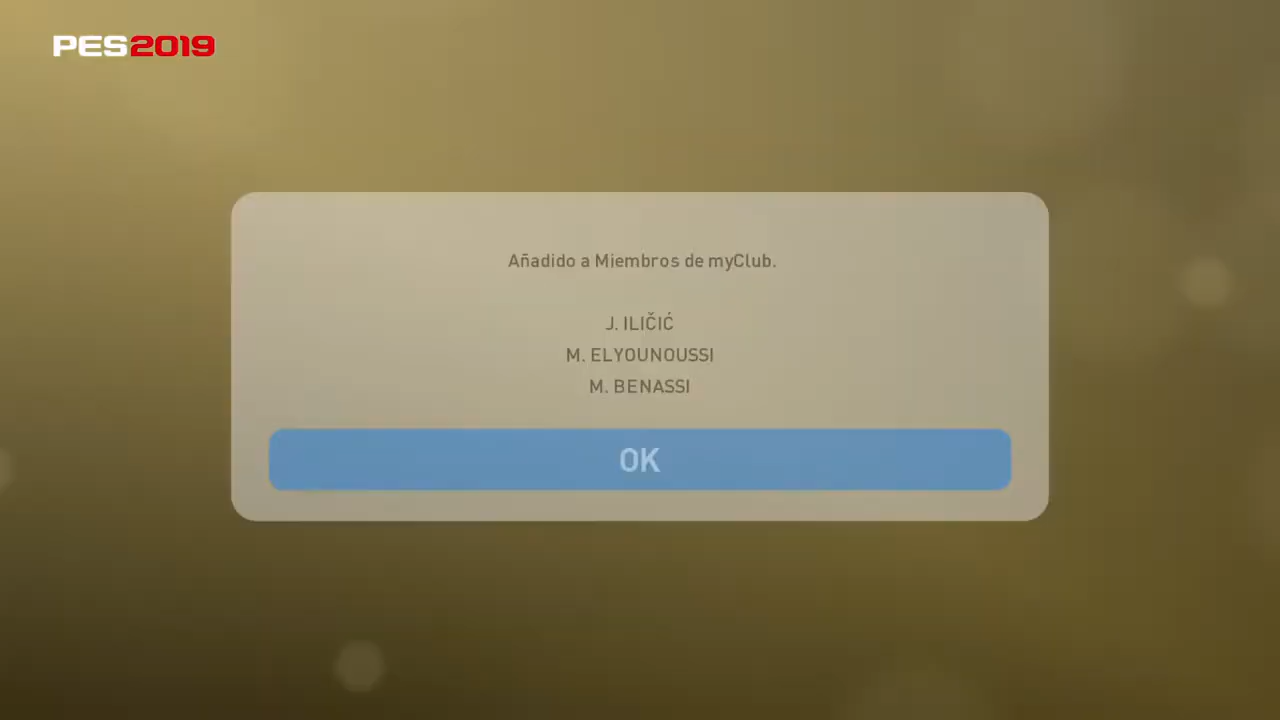 PES2019
Añadido a Miembros de myClub.
J. ILIČIĆ
M. ELYOUNOUSSI
M. BENASSI
OK